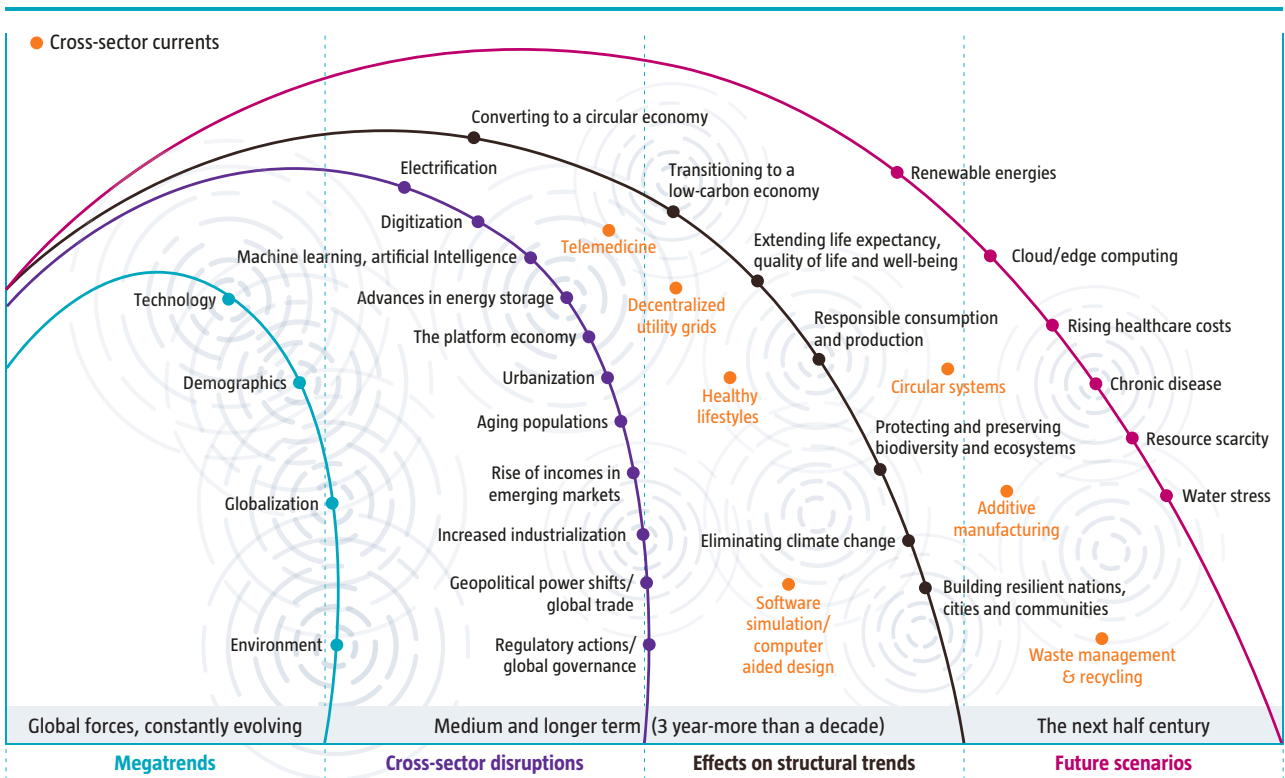 Cross-sector currents
Converting to a circular economy
Electrification
Transitioning to a
low-carbon economy
Renewable energies
Digitization
Telemedicine
Machine learning, artificial Intelligence
Extending life expectancy,
quality of life and well-being
Cloud/edge computing
Technology
Advances in energy storage
Decentralized
utility grids
Responsible consumption
and production
Rising healthcare costs
The platform economy
Demographics
Urbanization
Healthy
lifestyles
Circular systems
Chronic disease
Aging populations
Protecting and preserving
biodiversity and ecosystems
Resource scarcity
Rise of incomes in
emerging markets
Water stress
Globalization
Additive
manufacturing
Increased industrialization
Eliminating climate change
Geopolitical power shifts/
global trade
Software
simulation/
computer
aided design
Building resilient nations,
cities and communities
Environment
Regulatory actions/
global governance
Waste management
& recycling
Global forces, constantly evolving
Medium and longer term (3 year-more than a decade)
The next half century
Megatrends
Cross-sector disruptions
Effects on structural trends
Future scenarios